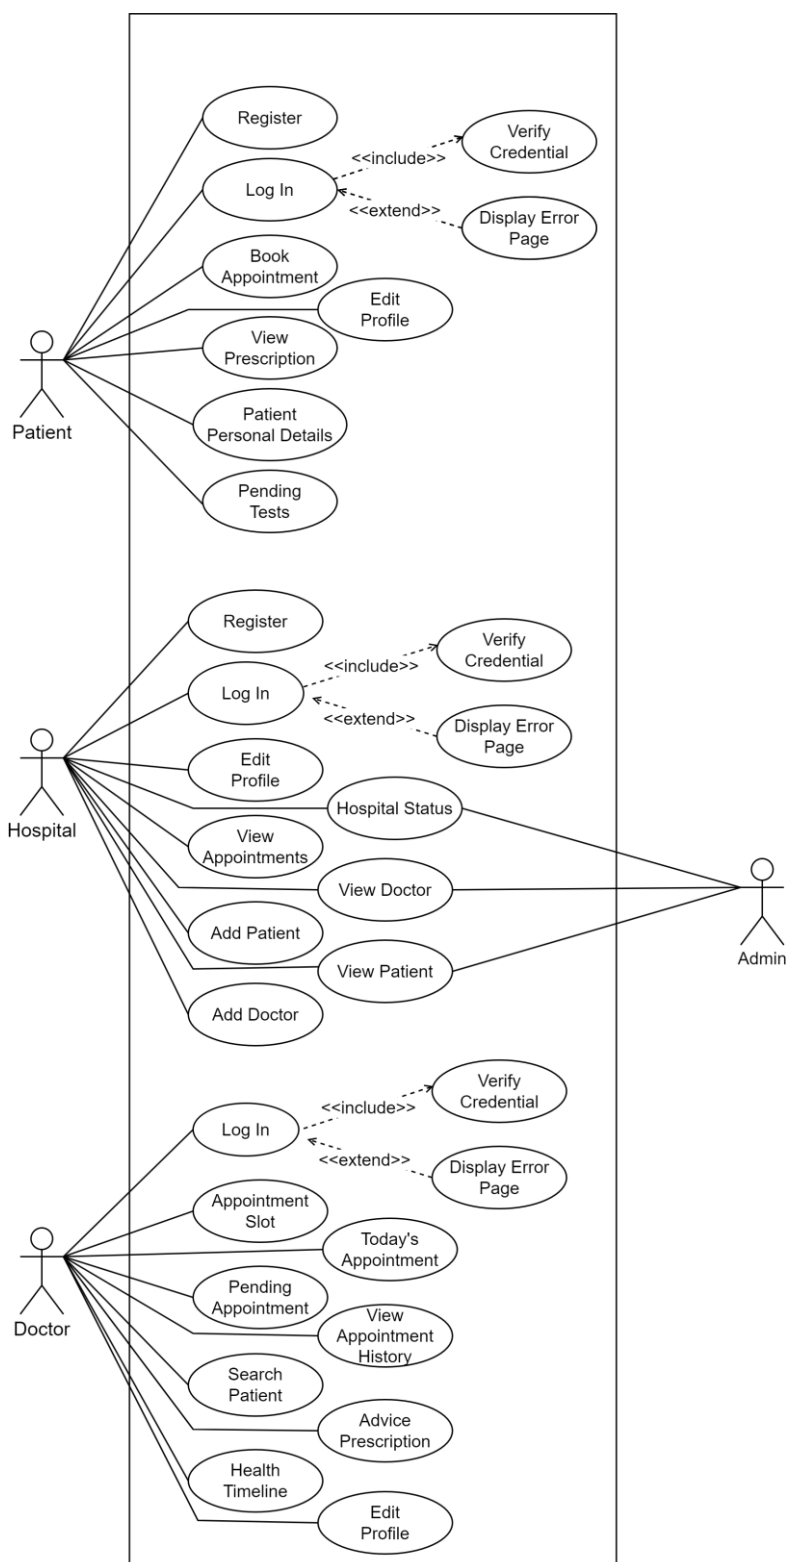 Register
Verify
Credential
<<include>>
Log In
<<extend>>
Display Error
Page
Book
Appointment
Edit
Profile
View
Prescription
Patient
Patient
Personal Details
Pending
Tests
Register
Verify
Credential
<<include>>
Log In
<<extend>>
Display Error
Page
Edit
Profile
Hospital Status
Hospital
View
Appointments
View Doctor
Add Patient
View Patient
Admin
Add Doctor
Verify
Credential
<<include>>
Log In
<<extend>>
Display Error
Page
Appointment
Slot
Today's
Appointment
Pending
Appointment
Doctor
View
Appointment
History
Search
Patient
Advice
Prescription
Health
Timeline
Edit
Profile